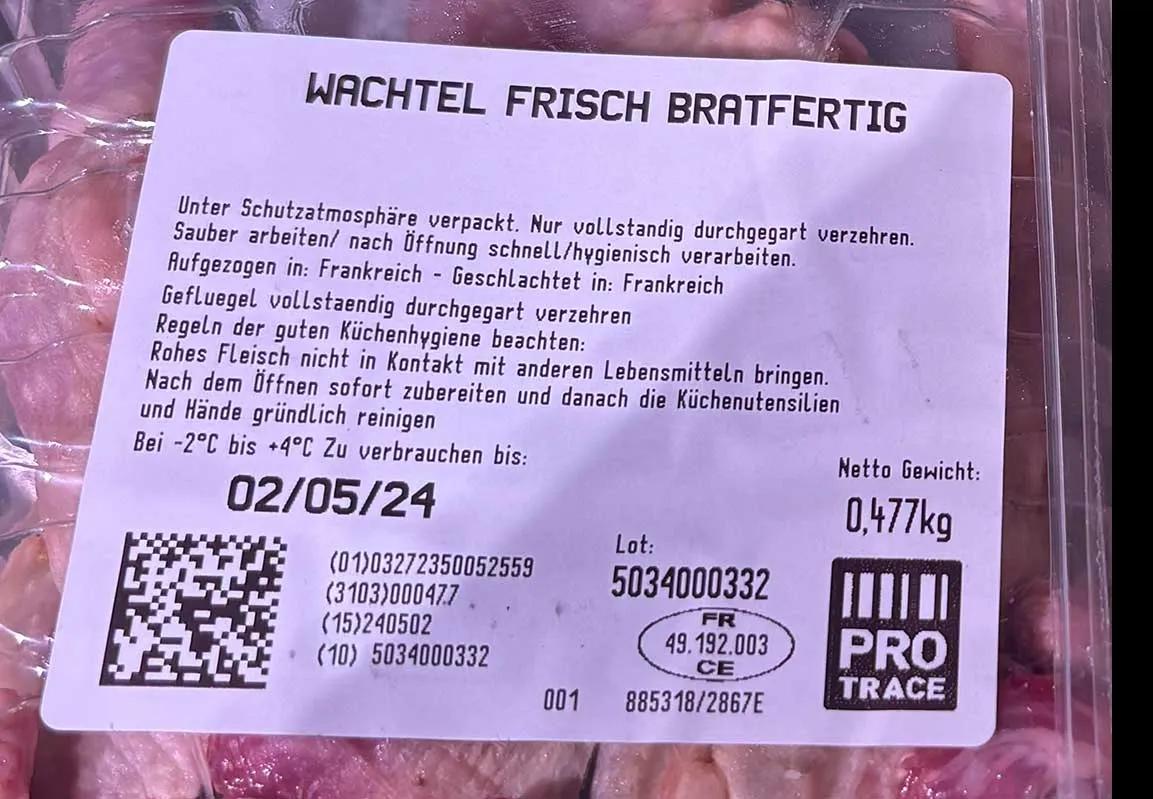 WACHTEL FRISCH BRATFERTIG
Unter Schutzatmosphäre verpackt. Nur vollstandig durchgegart verzehren.
Sauber arbeiten/ nach Öffnung schnell/hygienisch verarbeiten.
Aufgezogen in: Frankreich - Geschlachtet in: Frankreich
Gefluegel vollstaendig durchgegart verzehren
Regeln der guten Küchenhygiene beachten:
Rohes Fleisch nicht in Kontakt mit anderen Lebensmitteln bringen.
Nach dem Öffnen sofort zubereiten und danach die Küchenutensilien
und Hände gründlich reinigen
Bei -2°C bis +4°C Zu verbrauchen bis:
02/05/24
Netto Gewicht:
0,477kg
(01)03272350052559
(3103)000477
(15)240502
(10) 5034000332
Lot:
5034000332
FR
49.192.003
CE
001 885318/2867E
PRO
TRACE